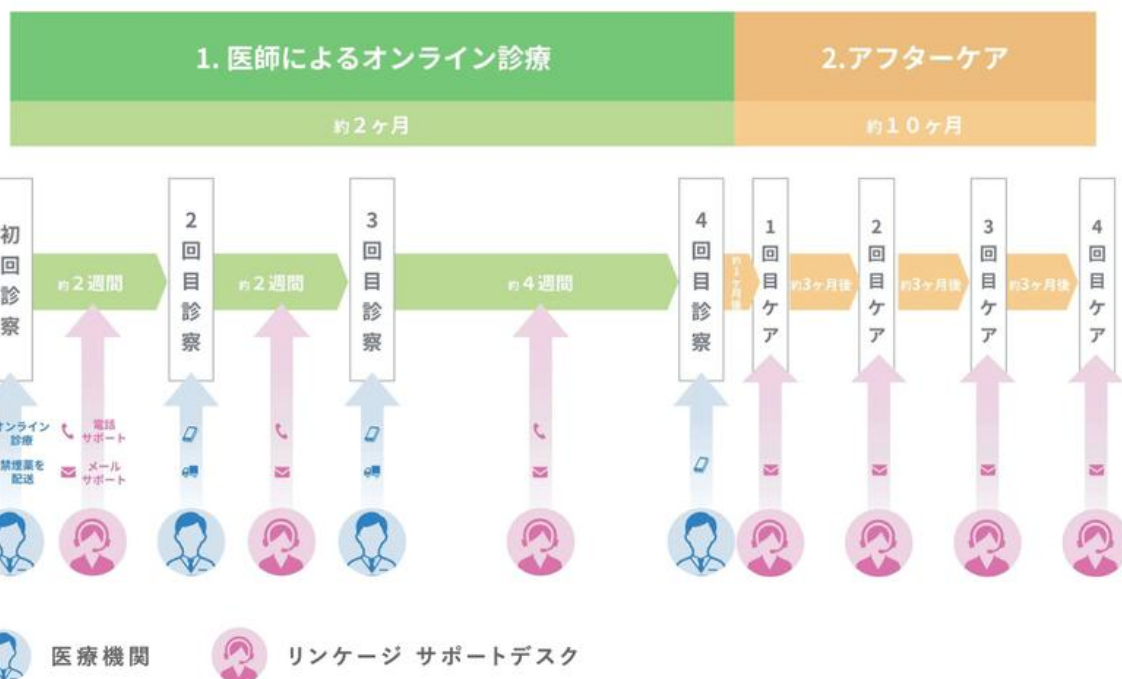 1. 医師によるオンライン診療
2.アフターケア
約2ヶ月
約10ヶ月
初回診察
約2週間
2回目診察
約2週間
3回目診察
約4週間
4回目診察
約1ヶ月後
1回目ケア
約3ヶ月後
2回目ケア
約3ヶ月後
3回目ケア
約3ヶ月後
4回目ケア
オンライン
診療
電話
サポート
禁煙薬を
配送
メール
サポート
医療機関
リンケージ サポートデスク